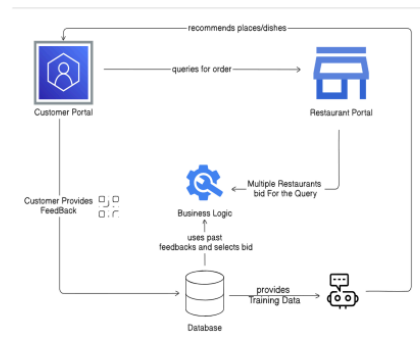 recommends places/dishes
queries for order
Customer Portal
Restaurant Portal
Multiple Restaurants
bid For the Query
Customer Provides
FeedBack
Business Logic
uses past
feedbacks and selects bid
provides
Training Data
Database